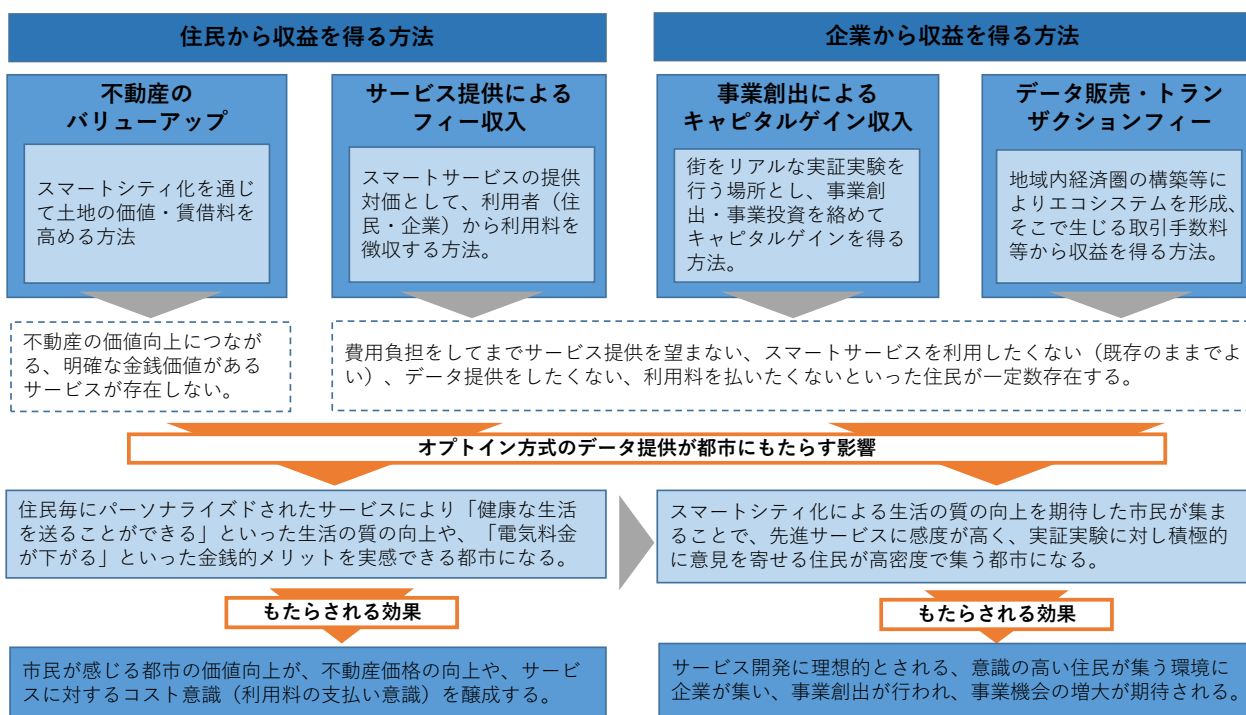 住民から収益を得る方法
企業から収益を得る方法
不動産の
バリューアップ
スマートシティ化を通じ
て土地の価値・賃借料を
高める方法
サービス提供による
フィー収入
スマートサービスの提供
対価として、利用者（住
民・企業）から利用料を
徴収する方法。
事業創出による
キャピタルゲイン収入
街をリアルな実証実験を
行う場所とし、事業創
出・事業投資を絡めて
キャピタルゲインを得る
方法。
データ販売・トラン
ザクションフィー
地域内経済圏の構築等に
よりエコシステムを形成、
そこで生じる取引手数料
等から収益を得る方法。
不動産の価値向上につなが
る、明確な金銭価値がある
サービスが存在しない。
費用負担をしてまでサービス提供を望まない、スマートサービスを利用したくない（既存のままでよ
い）、データ提供をしたくない、利用料を払いたくないといった住民が一定数存在する。
オプトイン方式のデータ提供が都市にもたらす影響
住民毎にパーソナライズドされたサービスにより「健康な生活
を送ることができる」といった生活の質の向上や、「電気料金
が下がる」といった金銭的メリットを実感できる都市になる。
スマートシティ化による生活の質の向上を期待した市民が集ま
ることで、先進サービスに感度が高く、実証実験に対し積極的
に意見を寄せる住民が高密度で集う都市になる。
もたらされる効果
もたらされる効果
市民が感じる都市の価値向上が、不動産価格の向上や、サービ
スに対するコスト意識（利用料の支払い意識）を醸成する。
サービス開発に理想的とされる、意識の高い住民が集う環境に
企業が集い、事業創出が行われ、事業機会の増大が期待される。